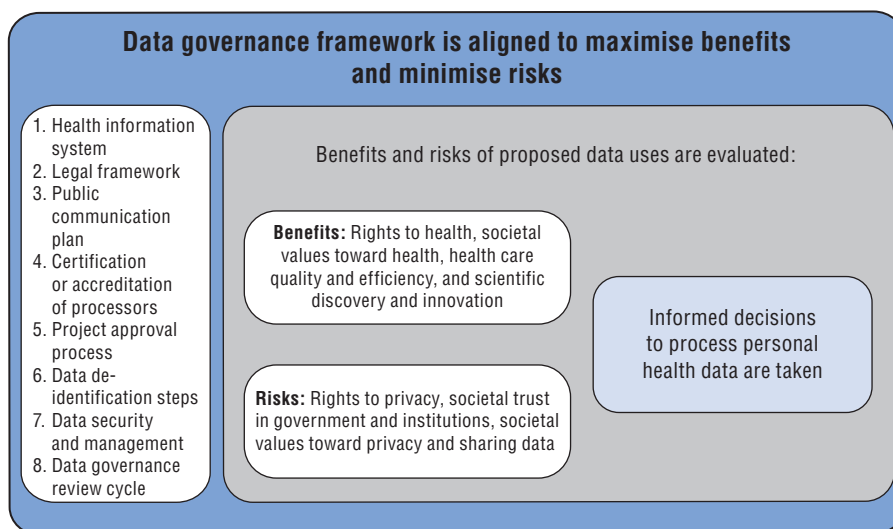 Data governance framework is aligned to maximise benefits
and minimise risks
1. Health information
system
2. Legal framework
3. Public
communication
plan
4. Certification
or accreditation
of processors
5. Project approval
process
6. Data de-
identification steps
7. Data security
and management
8. Data governance
review cycle
Benefits and risks of proposed data uses are evaluated:
Benefits: Rights to health, societal
values toward health, health care
quality and efficiency, and scientific
discovery and innovation
Risks: Rights to privacy, societal trust
in government and institutions, societal
values toward privacy and sharing data
Informed decisions
to process personal
health data are taken